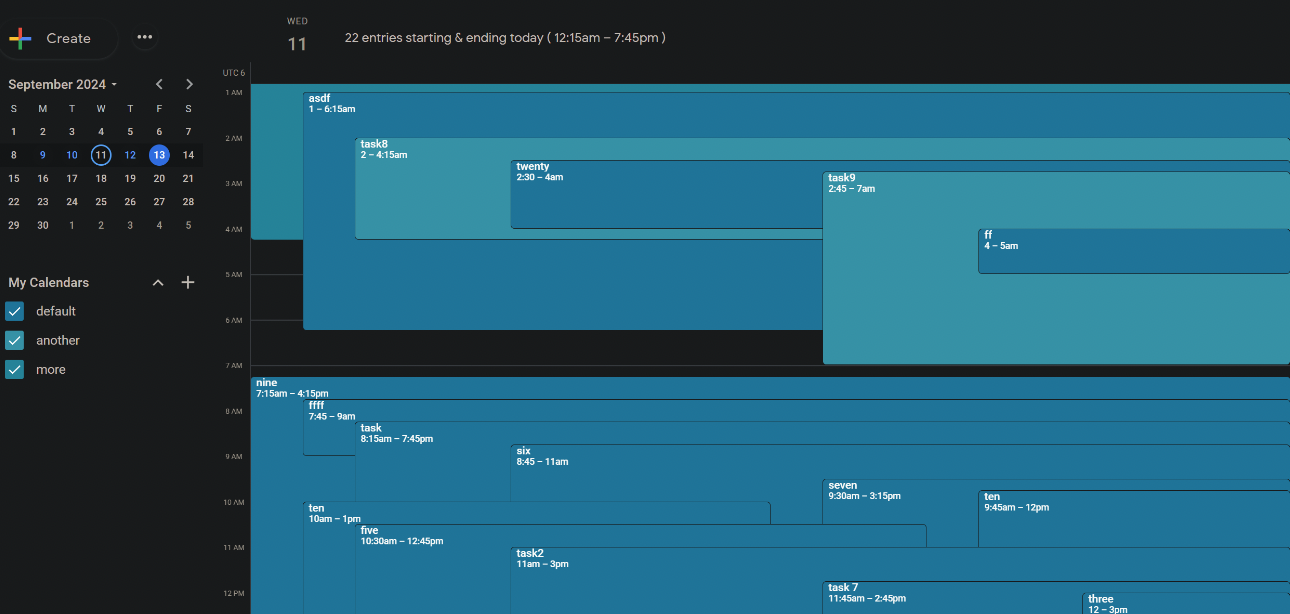 Create
WED
11
22 entries starting & ending today ( 12:15am – 7:45pm )
September 2024
S M T W T F S
1 2 3 4 5 6 7
8 9 10 11 12 13 14
15 16 17 18 19 20 21
22 23 24 25 26 27 28
29 30 1 2 3 4 5
My Calendars
default
another
more
UTC 6
1 AM
2 AM
3 AM
4 AM
5 AM
6 AM
7 AM
8 AM
9 AM
10 AM
11 AM
12 PM
asdf
1 – 6:15am
task8
2 – 4:15am
twenty
2:30 – 4am
task9
2:45 – 7am
ff
4 – 5am
nine
7:15am – 4:15pm
ffff
7:45 – 9am
task
8:15am – 7:45pm
six
8:45 – 11am
seven
9:30am – 3:15pm
ten
9:45am – 12pm
ten
10am – 1pm
five
10:30am – 12:45pm
task2
11am – 3pm
task 7
11:45am – 2:45pm
three
12 – 3pm